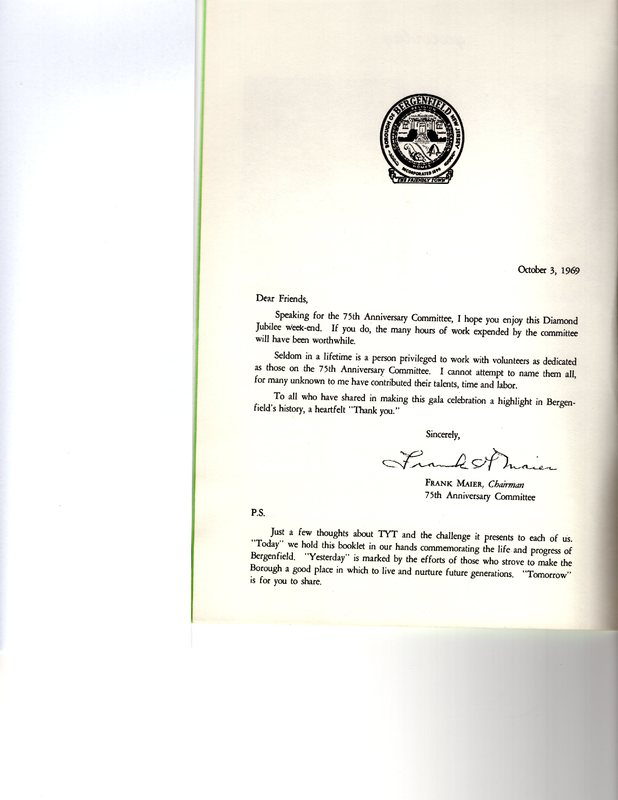 BOROUGH OF BERGENFIELD NEW JERSEY
INCORPORATED 1894
THE FRIENDLY TOWN
October 3, 1969
Dear Friends,
Speaking for the 75th Anniversary Committee, I hope you enjoy this Diamond
Jubilee week-end. If you do, the many hours of work expended by the committee
will have been worthwhile.
Seldom in a lifetime is a person privileged to work with volunteers as dedicated
as those on the 75th Anniversary Committee. I cannot attempt to name them all,
for many unknown to me have contributed their talents, time and labor.
To all who have shared in making this gala celebration a highlight in Bergen-
field's history, a heartfelt "Thank you."
Sincerely,
Frank H Maier
FRANK MAIER, Chairman
75th Anniversary Committee
P.S.
Just a few thoughts about TYT and the challenge it presents to each of us.
"Today" we hold this booklet in our hands commemorating the life and progress of
Bergenfield. "Yesterday" is marked by the efforts of those who strove to make the
Borough a good place in which to live and nurture future generations. "Tomorrow"
is for you to share.